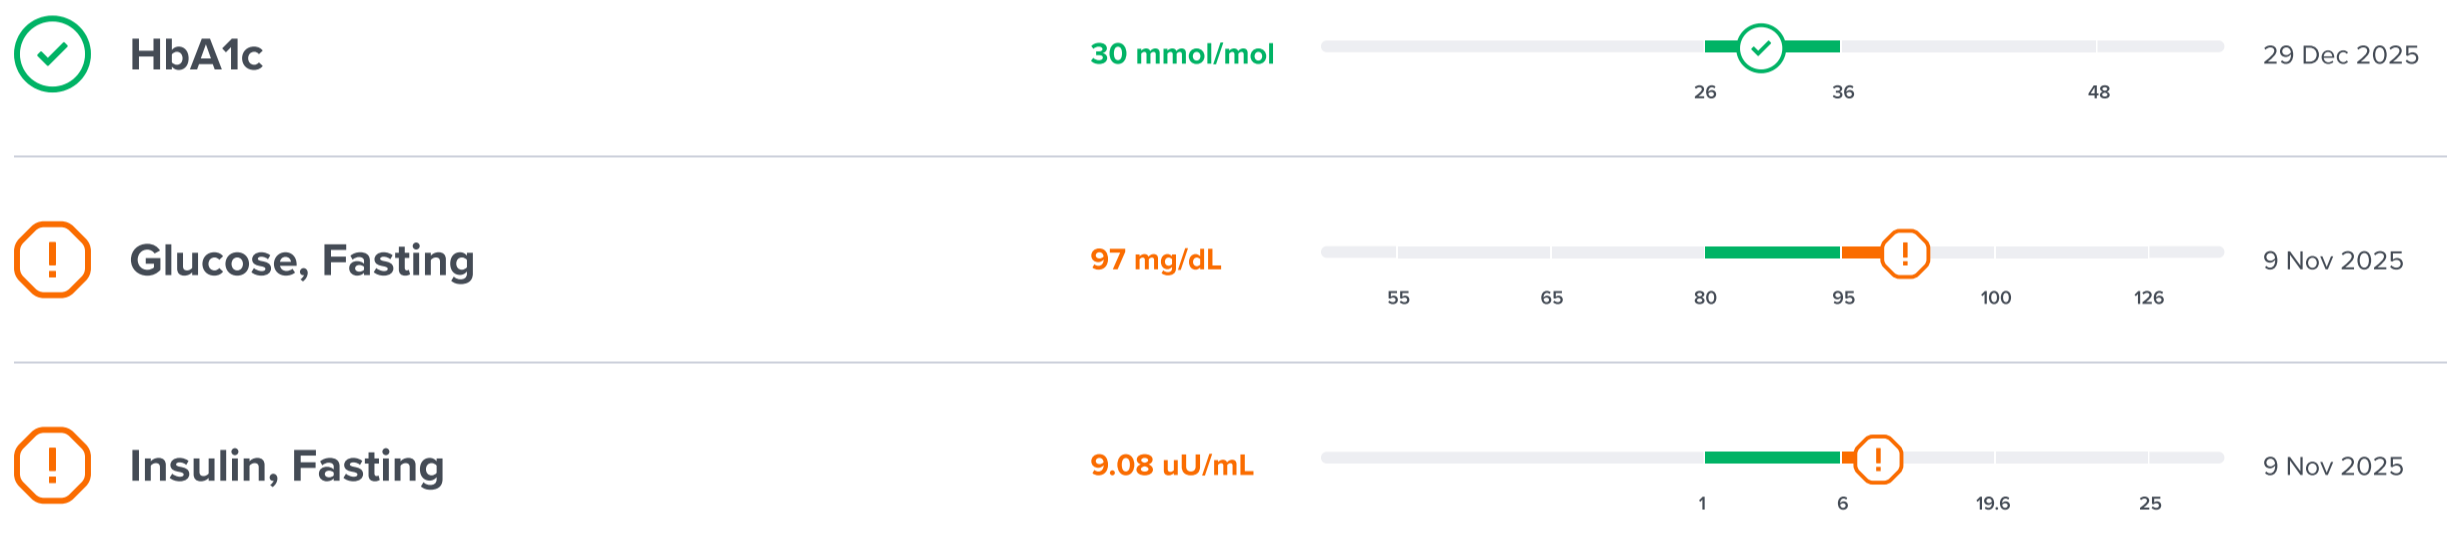 HbA1c 30 mmol/mol 29 Dec 2025
26 36 48
Glucose, Fasting 97 mg/dL 9 Nov 2025
55 65 80 95 100 126
Insulin, Fasting 9.08 uU/mL 9 Nov 2025
1 6 19.6 25